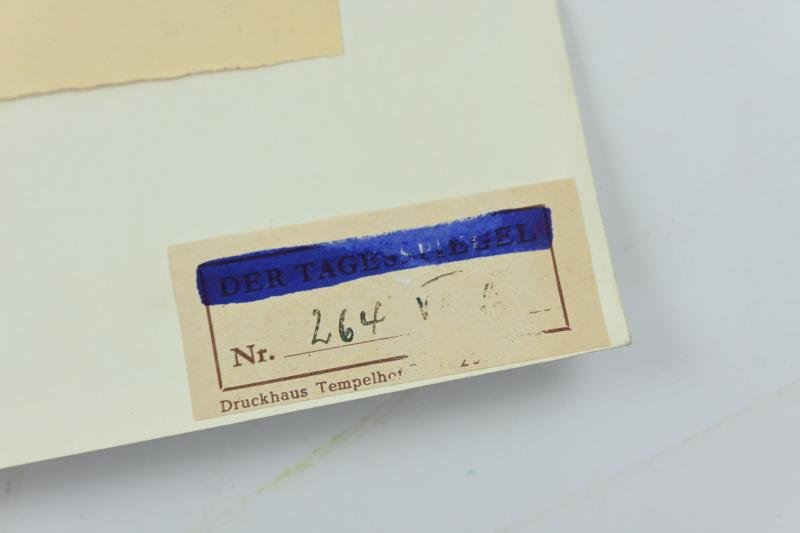 DER TAGESSPIEGEL
Nr. 264
Druckhaus Tempelhof